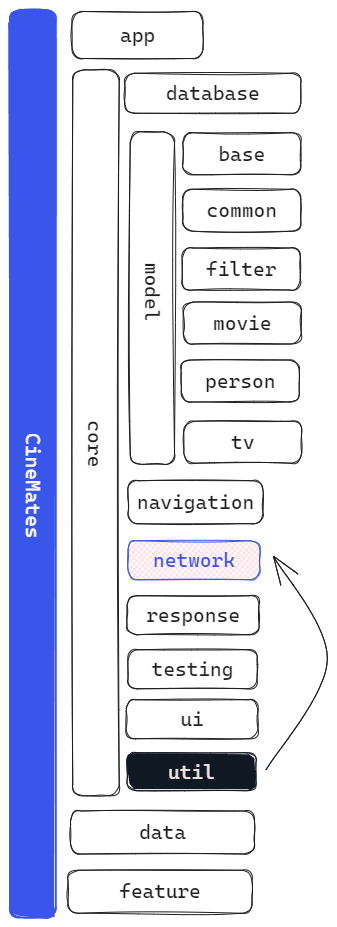 CineMates
app
core
database
model
base
common
filter
movie
person
tv
navigation
network
response
testing
ui
util
data
feature